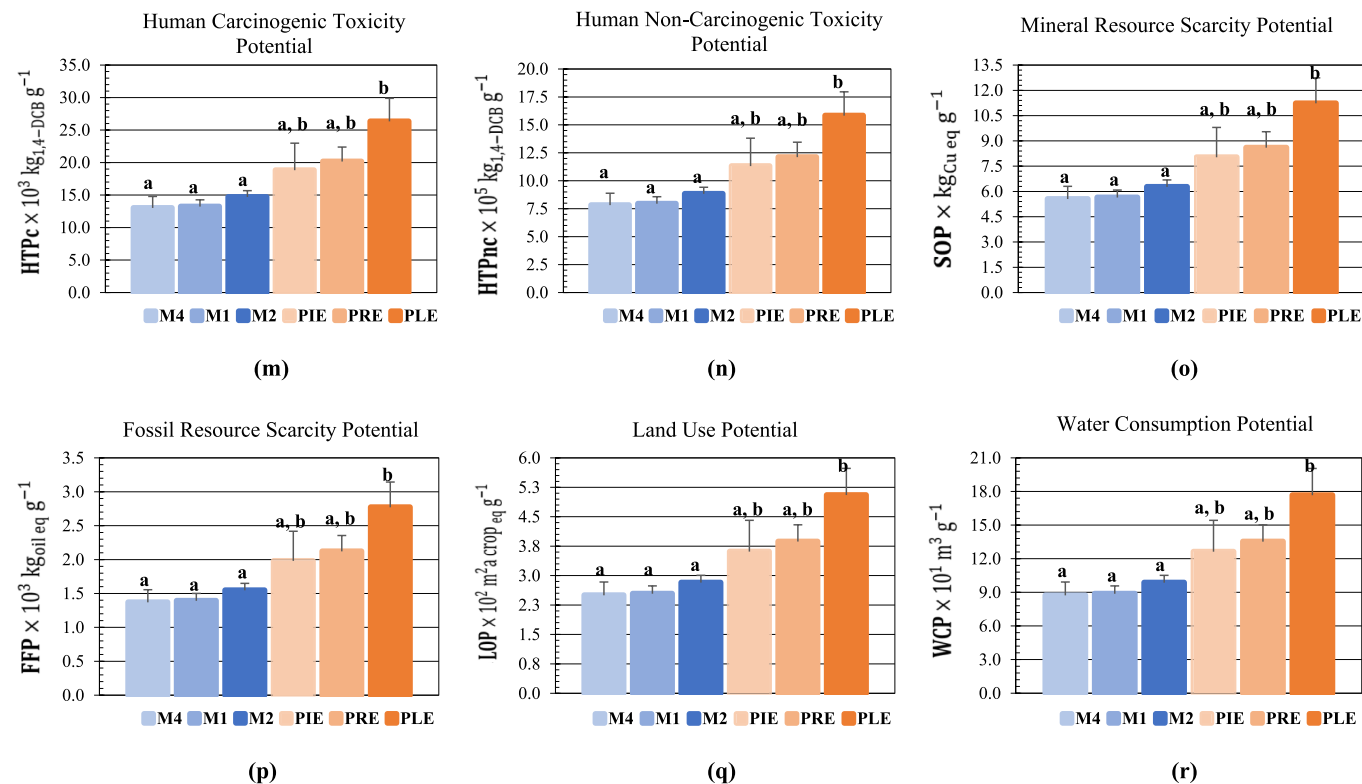 Human Carcinogenic Toxicity
Potential
HTPc × 10³ kg₁,₄₋DCB g⁻¹
35.0
30.0
25.0
20.0
15.0
10.0
5.0
0.0
a
a
a
a, b
a, b
b
M4 M1 M2 PIE PRE PLE
(m)
Human Non-Carcinogenic Toxicity
Potential
HTPnc × 10⁵ kg₁,₄₋DCB g⁻¹
20.0
17.5
15.0
12.5
10.0
7.5
5.0
2.5
0.0
a
a
a
a, b
a, b
b
M4 M1 M2 PIE PRE PLE
(n)
Mineral Resource Scarcity Potential
SOP × kg Cu eq g⁻¹
13.5
12.0
10.5
9.0
7.5
6.0
4.5
3.0
1.5
0.0
a
a
a
a, b
a, b
b
M4 M1 M2 PIE PRE PLE
(o)
Fossil Resource Scarcity Potential
FFP × 10³ kg oil eq g⁻¹
3.5
3.0
2.5
2.0
1.5
1.0
0.5
0.0
a
a
a
a, b
a, b
b
M4 M1 M2 PIE PRE PLE
(p)
Land Use Potential
LOP × 10² m²a crop eq g⁻¹
6.0
5.3
4.5
3.8
3.0
2.3
1.5
0.8
0.0
a
a
a
a, b
a, b
b
M4 M1 M2 PIE PRE PLE
(q)
Water Consumption Potential
WCP × 10¹ m³ g⁻¹
21.0
18.0
15.0
12.0
9.0
6.0
3.0
0.0
a
a
a
a, b
a, b
b
M4 M1 M2 PIE PRE PLE
(r)